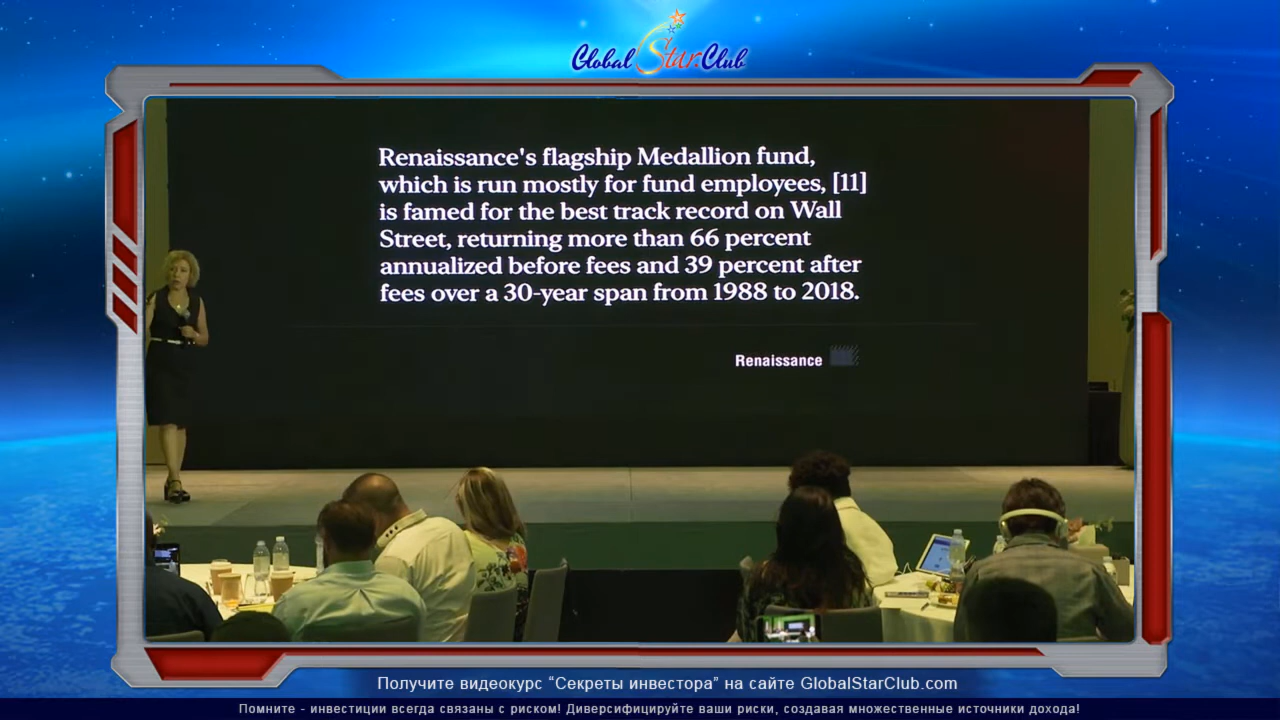 Global Star.Club
Renaissance's flagship Medallion fund,
which is run mostly for fund employees, [11]
is famed for the best track record on Wall
Street, returning more than 66 percent
annualized before fees and 39 percent after
fees over a 30-year span from 1988 to 2018.
Renaissance
Получите видеокурс “Секреты инвестора” на сайте GlobalStarClub.com
Помните - инвестиции всегда связаны с риском! Диверсифицируйте ваши риски, создавая множественные источники дохода!